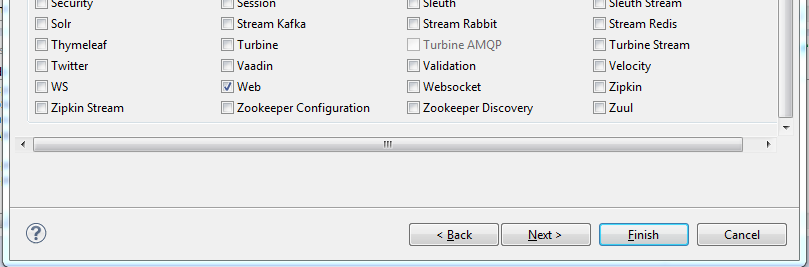 Security Session Sleuth Sleuth Stream
Solr Stream Kafka Stream Rabbit Stream Redis
Thymeleaf Turbine Turbine AMQP Turbine Stream
Twitter Vaadin Validation Velocity
WS Web Websocket Zipkin
Zipkin Stream Zookeeper Configuration Zookeeper Discovery Zuul
? < Back Next > Finish Cancel